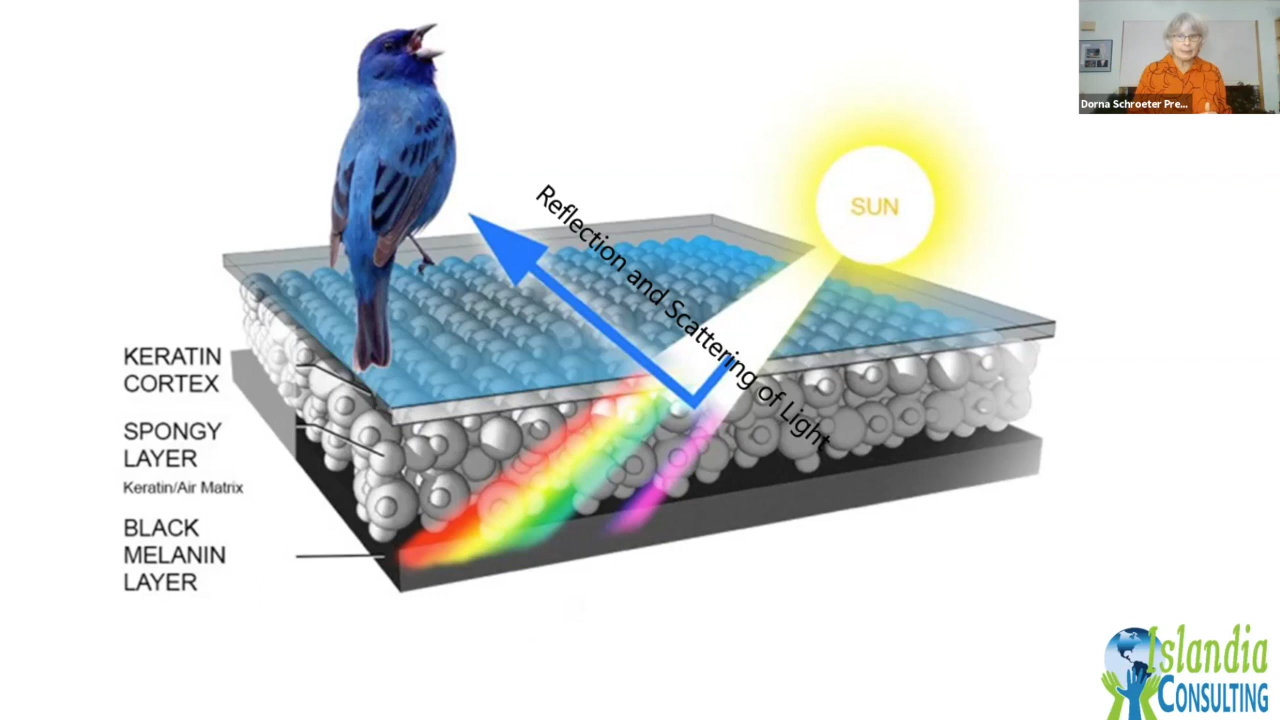 Dorna Schroeter Pre...
SUN
Reflection and Scattering of Light
KERATIN
CORTEX
SPONGY
LAYER
Keratin/Air Matrix
BLACK
MELANIN
LAYER
Islandia
CONSULTING